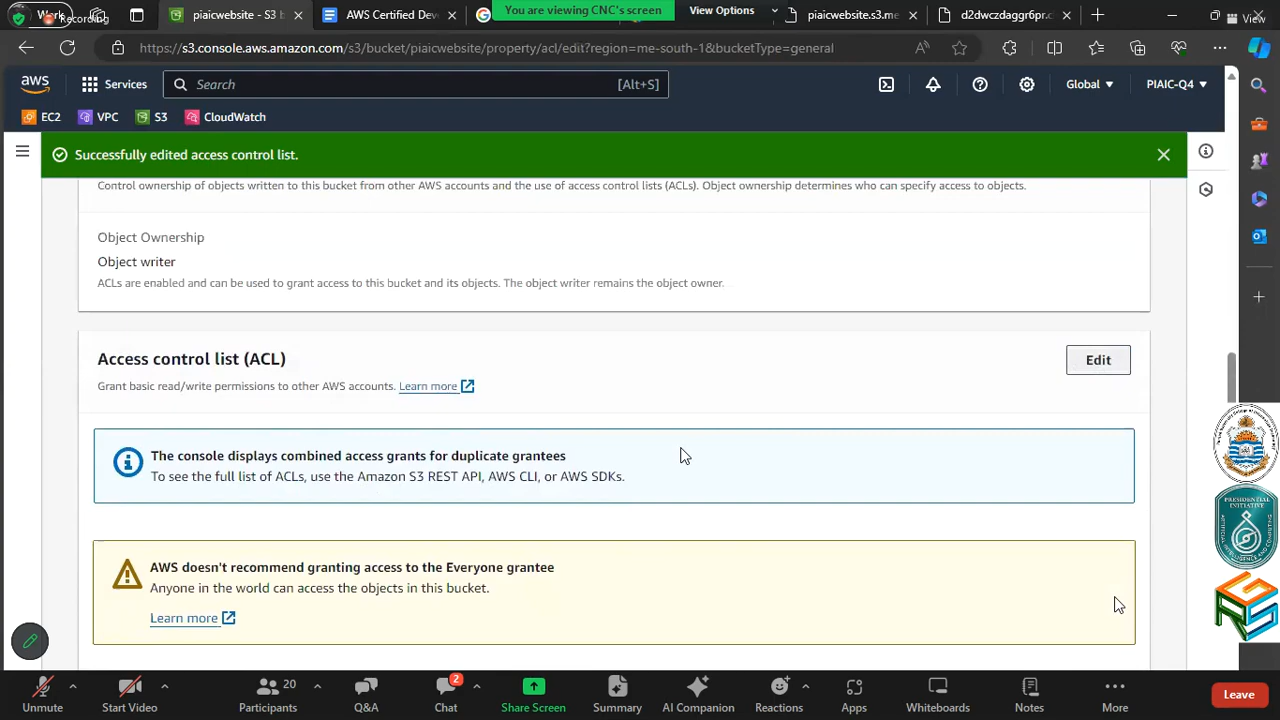 Work
Recording
piaicwebsite - S3 b
AWS Certified Dev
You are viewing CNC's screen
View Options
piaicwebsite.s3.me
d2dwczdaggr6pr.cl
View
https://s3.console.aws.amazon.com/s3/bucket/piaicwebsite/property/acl/edit?region=me-south-1&bucketType=general
aws
Services
Search
[Alt+S]
Global
PIAIC-Q4
EC2
VPC
S3
CloudWatch
Successfully edited access control list.
Control ownership of objects written to this bucket from other AWS accounts and the use of access control lists (ACLs). Object ownership determines who can specify access to objects.
Object Ownership
Object writer
ACLs are enabled and can be used to grant access to this bucket and its objects. The object writer remains the object owner.
Access control list (ACL)
Edit
Grant basic read/write permissions to other AWS accounts. Learn more
The console displays combined access grants for duplicate grantees
To see the full list of ACLs, use the Amazon S3 REST API, AWS CLI, or AWS SDKs.
AWS doesn't recommend granting access to the Everyone grantee
Anyone in the world can access the objects in this bucket.
Learn more
20
2
Unmute
Start Video
Participants
Q&A
Chat
Share Screen
Summary
AI Companion
Reactions
Apps
Whiteboards
Notes
More
Leave